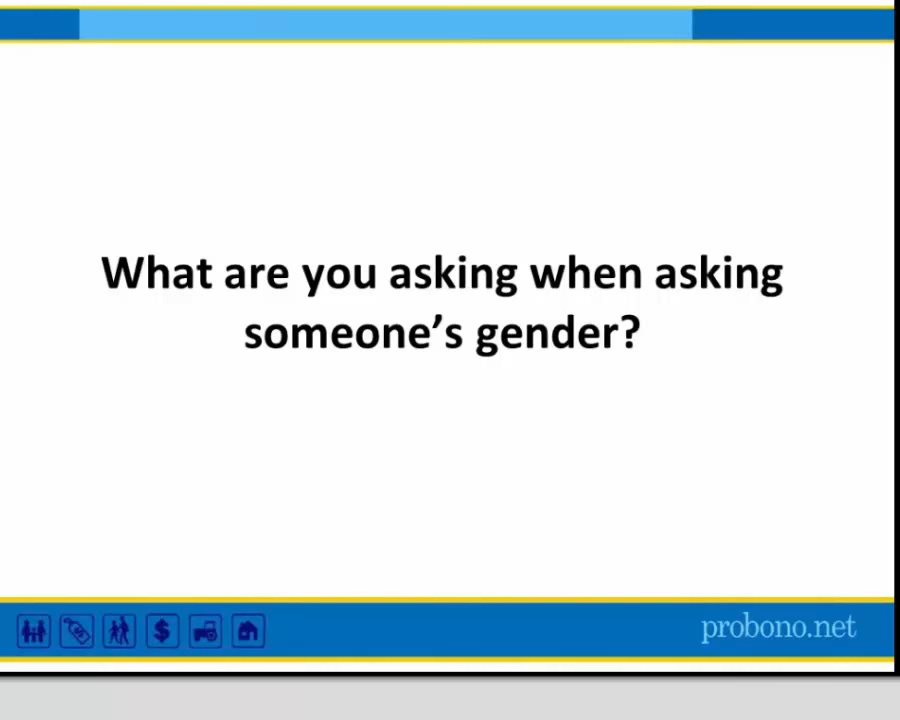 What are you asking when asking
someone’s gender?
$
probono.net